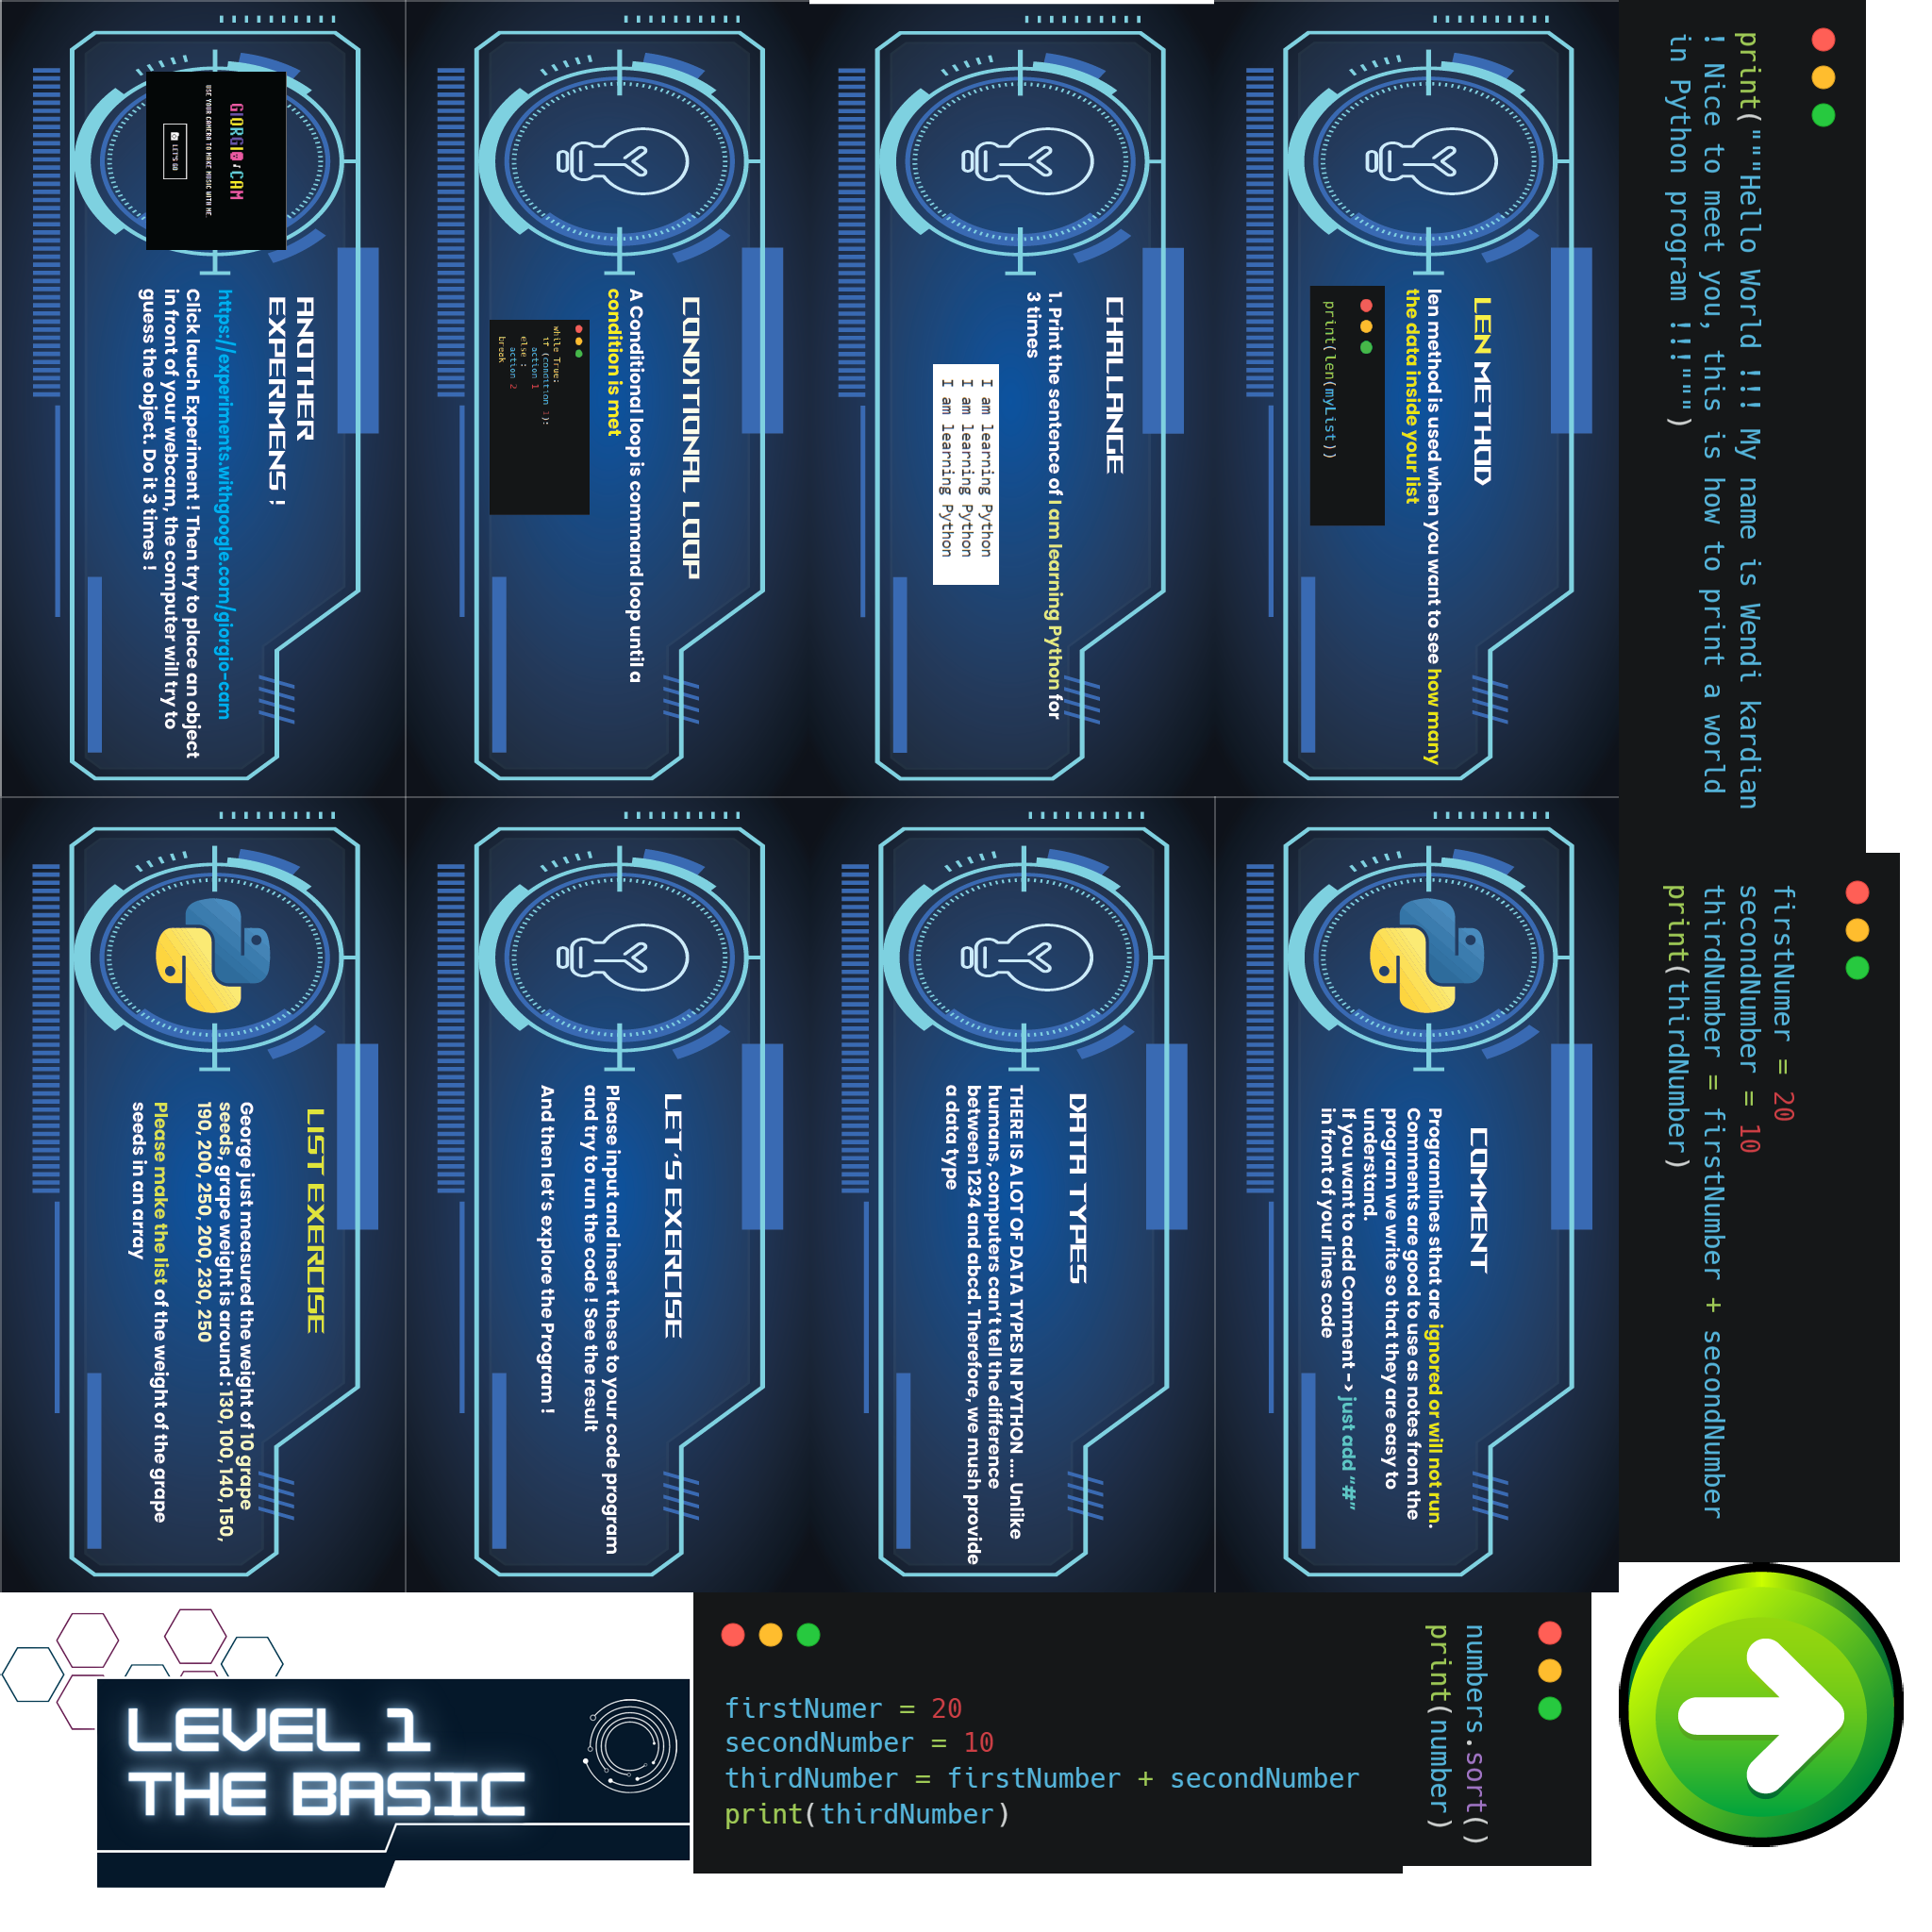 GIORGIO CAM
USE YOUR CAMERA TO MAKE MUSIC WITH ME.
LET'S GO
ANOTHER
EXPERIMENS !
https://experiments.withgoogle.com/giorgio-cam
Click lauch Experiment ! Then try to place an object
in front of your webcam, the computer will try to
guess the object. Do it 3 times !
CONDITIONAL LOOP
A Conditional loop is command loop until a
condition is met
while True:
if (condition 1):
action 1
else :
action 2
break
CHALLANGE
1. Print the sentence of I am learning Python for
3 times
I am learning Python
I am learning Python
I am learning Python
LEN METHOD
len method is used when you want to see how many
the data inside your list
print(len(myList))
print("""Hello World !!! My name is Wendi kardian
! Nice to meet you, this is how to print a world
in Python program !!!""")
LIST EXERCISE
George just measured the weight of 10 grape
seeds, grape weight is around : 130, 100, 140, 150,
190, 200, 250, 200, 230, 250
Please make the list of the weight of the grape
seeds in an array
LET'S EXERCISE
Please input and insert these to your code program
and try to run the code ! See the result
And then let's explore the Program !
DATA TYPES
THERE IS A LOT OF DATA TYPES IN PYTHON .... Unlike
humans, computers can't tell the difference
between 1234 and abcd. Therefore, we mush provide
a data type
COMMENT
Programlines sthat are ignored or will not run.
Comments are good to use as notes from the
program we write so that they are easy to
understand.
If you want to add Comment -> just add "#"
in front of your lines code
firstNumer = 20
secondNumber = 10
thirdNumber = firstNumber + secondNumber
print(thirdNumber)
LEVEL 1
THE BASIC
firstNumer = 20
secondNumber = 10
thirdNumber = firstNumber + secondNumber
print(thirdNumber)
numbers.sort()
print(number)